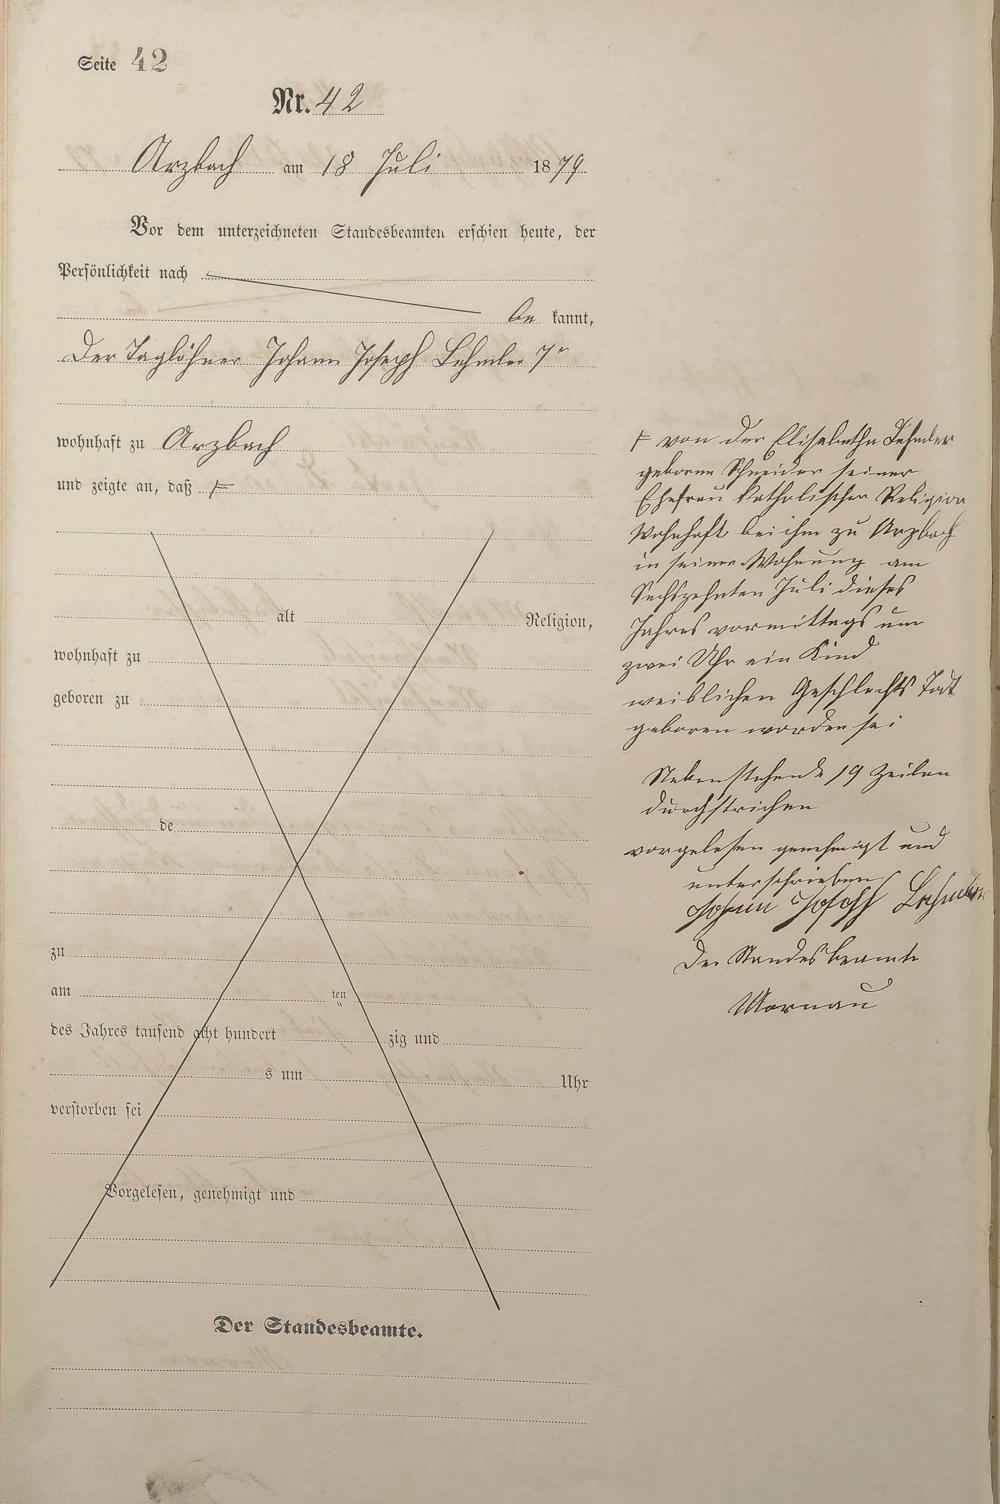 Seite 42
Nr. 42
Arzbach am 18 Juli 1879
Vor dem unterzeichneten Standesbeamten erschien heute, der
Persönlichkeit nach
be kannt,
Der Taglöhner Johann Joseph
wohnhaft zu Arzbach
und zeigte an, daß Ⱶ
alt Religion,
wohnhaft zu
geboren zu
de
zu
am ten
des Jahres tausend acht hundert zig und
s um Uhr
verstorben sei
Vorgelesen, genehmigt und
Der Standesbeamte.
Ⱶ von der Elisabetha
geborne Schneider seiner
Ehefrau katholischer Religion
Wohnhaft bei ihm zu Arzbach
in seiner Wohnung am
Sechszehnten Juli dieses
Jahres vormittags um
zwei Uhr ein Kind
weiblichen Geschlechts Todt
geboren worden sei
Nebenstehende 19 Zeilen
durchstrichen
vorgelesen genehmigt und
unterschrieben
Johann Joseph
Der Standesbeamte